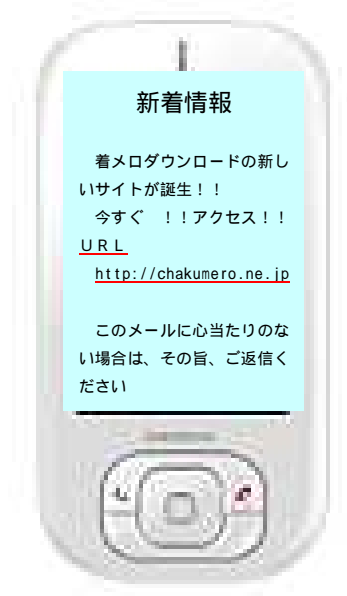 新着情報
　着メロダウンロードの新し
いサイトが誕生！！
　今すぐ　！！アクセス！！
ＵＲＬ
　http://chakumero.ne.jp
　このメールに心当たりのな
い場合は、その旨、ご返信く
ださい